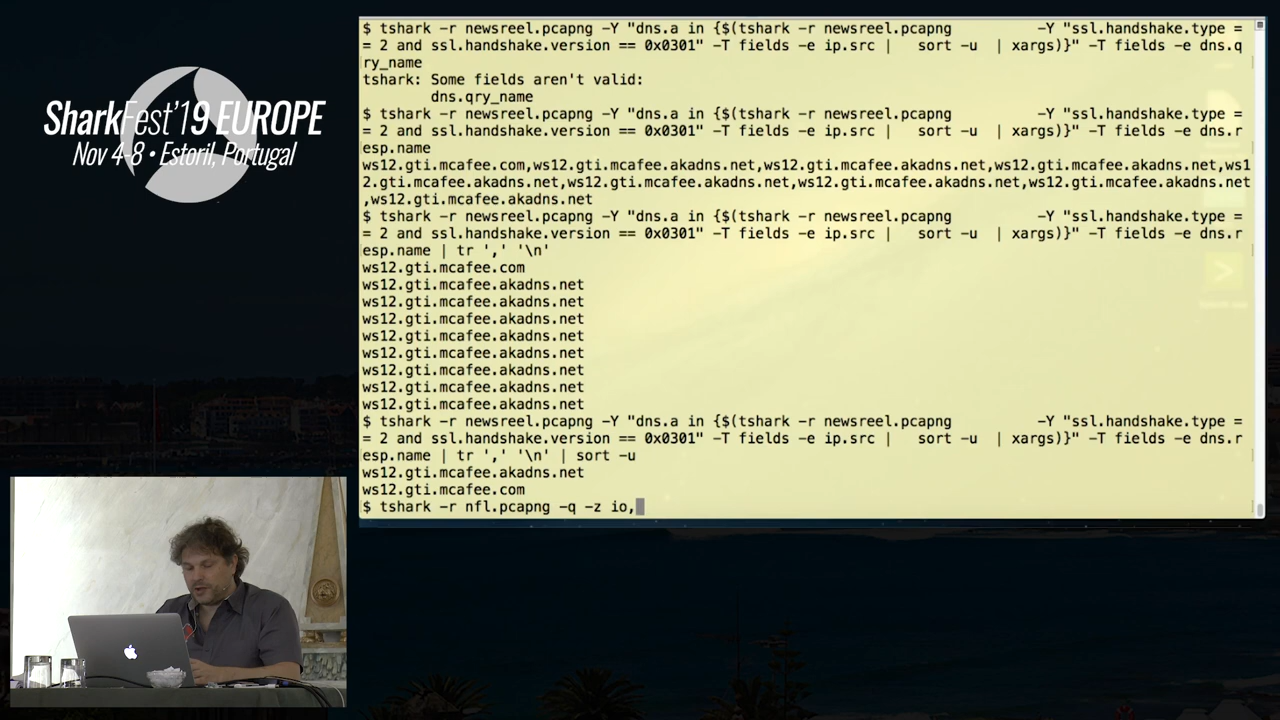 SharkFest'19 EUROPE
Nov 4-8 • Estoril, Portugal
$ tshark -r newsreel.pcapng -Y "dns.a in {$(tshark -r newsreel.pcapng -Y "ssl.handshake.type =
= 2 and ssl.handshake.version == 0x0301" -T fields -e ip.src | sort -u | xargs)}" -T fields -e dns.q
ry_name
tshark: Some fields aren't valid:
dns.qry_name
$ tshark -r newsreel.pcapng -Y "dns.a in {$(tshark -r newsreel.pcapng -Y "ssl.handshake.type =
= 2 and ssl.handshake.version == 0x0301" -T fields -e ip.src | sort -u | xargs)}" -T fields -e dns.r
esp.name
ws12.gti.mcafee.com,ws12.gti.mcafee.akadns.net,ws12.gti.mcafee.akadns.net,ws12.gti.mcafee.akadns.net,ws1
2.gti.mcafee.akadns.net,ws12.gti.mcafee.akadns.net,ws12.gti.mcafee.akadns.net,ws12.gti.mcafee.akadns.net
,ws12.gti.mcafee.akadns.net
$ tshark -r newsreel.pcapng -Y "dns.a in {$(tshark -r newsreel.pcapng -Y "ssl.handshake.type =
= 2 and ssl.handshake.version == 0x0301" -T fields -e ip.src | sort -u | xargs)}" -T fields -e dns.r
esp.name | tr ',' '\n'
ws12.gti.mcafee.com
ws12.gti.mcafee.akadns.net
ws12.gti.mcafee.akadns.net
ws12.gti.mcafee.akadns.net
ws12.gti.mcafee.akadns.net
ws12.gti.mcafee.akadns.net
ws12.gti.mcafee.akadns.net
ws12.gti.mcafee.akadns.net
ws12.gti.mcafee.akadns.net
$ tshark -r newsreel.pcapng -Y "dns.a in {$(tshark -r newsreel.pcapng -Y "ssl.handshake.type =
= 2 and ssl.handshake.version == 0x0301" -T fields -e ip.src | sort -u | xargs)}" -T fields -e dns.r
esp.name | tr ',' '\n' | sort -u
ws12.gti.mcafee.akadns.net
ws12.gti.mcafee.com
$ tshark -r nfl.pcapng -q -z io,